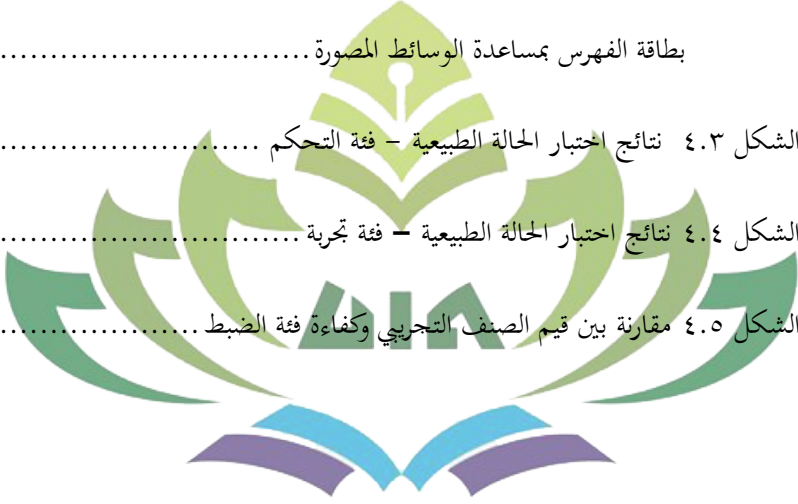 بطاقة الفهرس بمساعدة الوسائط المصورة ...............................
الشكل ٤.٣ نتائج اختبار الحالة الطبيعية – فئة التحكم ..........................
الشكل ٤.٤ نتائج اختبار الحالة الطبيعية – فئة تجربة ..............................
الشكل ٤.٥ مقارنة بين قيم الصنف التجريبي وكفاءة فئة الضبط ....................
UIN